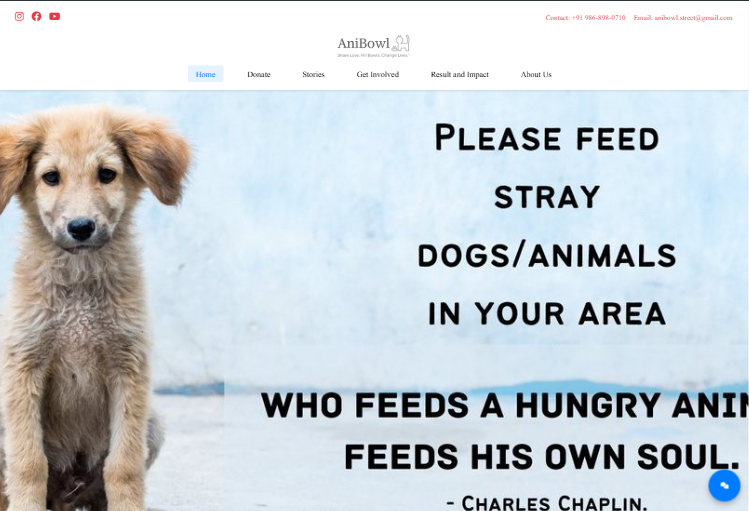 Contact: +91 986-898-0710 Email: anibowl.street@gmail.com
AniBowl
Share Love, Fill Bowls, Change Lives."
Home Donate Stories Get Involved Result and Impact About Us
PLEASE FEED
STRAY
DOGS/ANIMALS
IN YOUR AREA
WHO FEEDS A HUNGRY ANIM
FEEDS HIS OWN SOUL.
- CHARLES CHAPLIN.